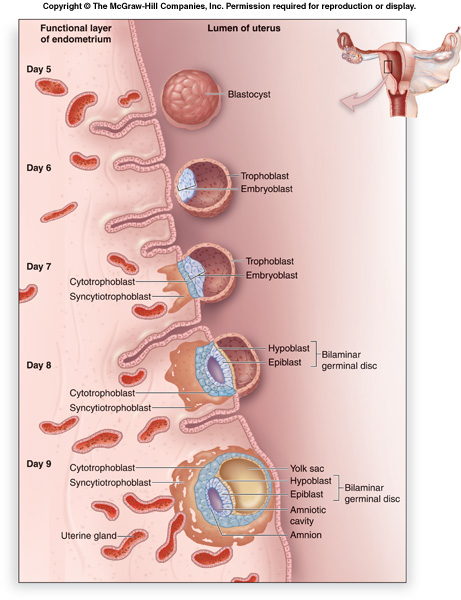 Copyright © The McGraw-Hill Companies, Inc. Permission required for reproduction or display.
Functional layer
of endometrium
Lumen of uterus
Day 5
Blastocyst
Day 6
Trophoblast
Embryoblast
Day 7
Trophoblast
Embryoblast
Cytotrophoblast
Syncytiotrophoblast
Day 8
Hypoblast
Epiblast
Bilaminar
germinal disc
Cytotrophoblast
Syncytiotrophoblast
Day 9
Cytotrophoblast
Syncytiotrophoblast
Yolk sac
Hypoblast
Epiblast
Bilaminar
germinal disc
Amniotic
cavity
Amnion
Uterine gland